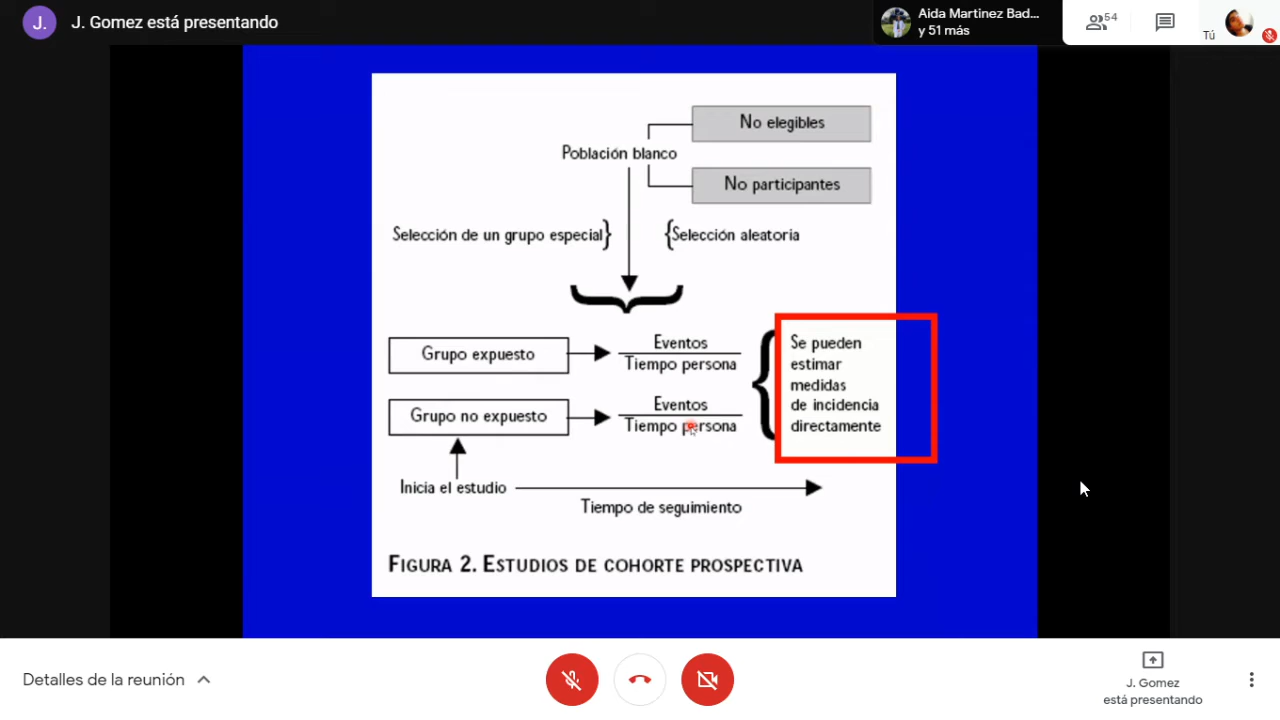 J.
J. Gomez está presentando
Aida Martinez Bad...
y 51 más
54
Tú
No elegibles
Población blanco
No participantes
Selección de un grupo especial}
{Selección aleatoria
Grupo expuesto
Eventos
Tiempo persona
Grupo no expuesto
Eventos
Tiempo persona
Se pueden
estimar
medidas
de incidencia
directamente
Inicia el estudio
Tiempo de seguimiento
FIGURA 2. ESTUDIOS DE COHORTE PROSPECTIVA
Detalles de la reunión
J. Gomez
está presentando